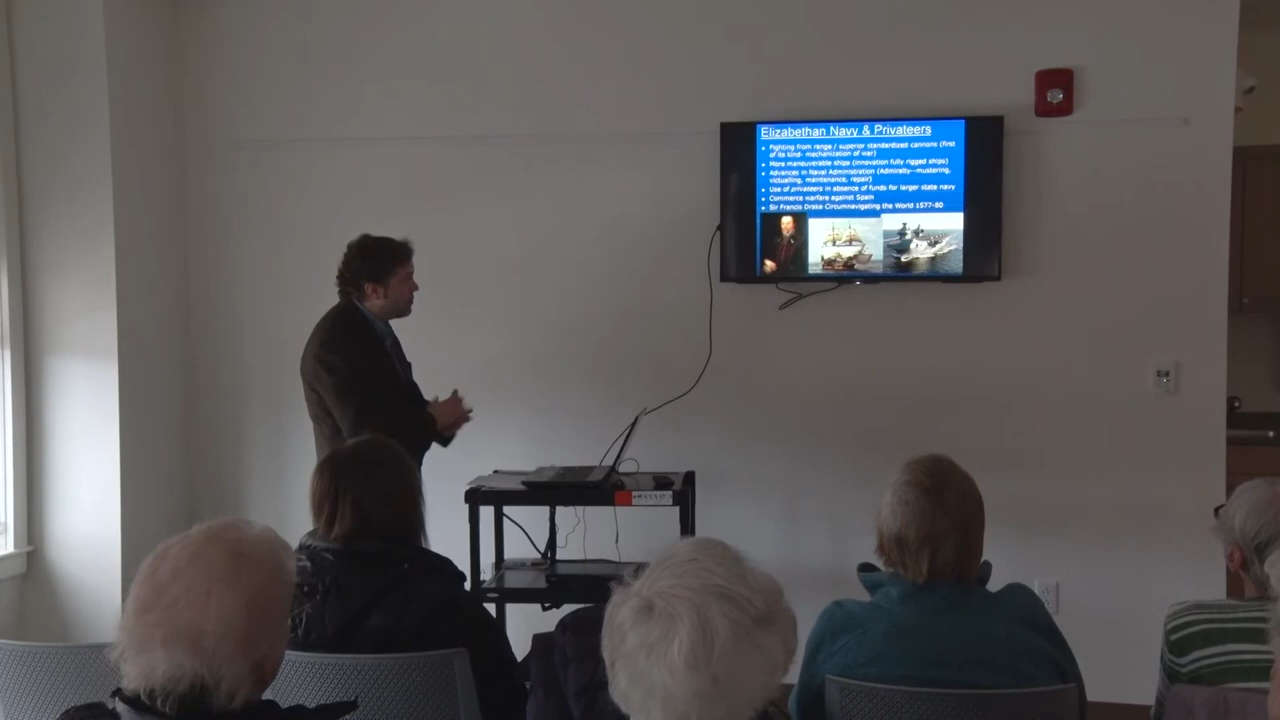 Elizabethan Navy & Privateers
Fighting from range / superior standardized cannons (first
of its kind- mechanization of war)
More maneuverable ships (innovation fully rigged ships)
Advances in Naval Administration (Admiralty--mustering,
victualling, maintenance, repair)
Use of privateers in absence of funds for larger state navy
Commerce warfare against Spain
Sir Francis Drake Circumnavigating the World 1577-80